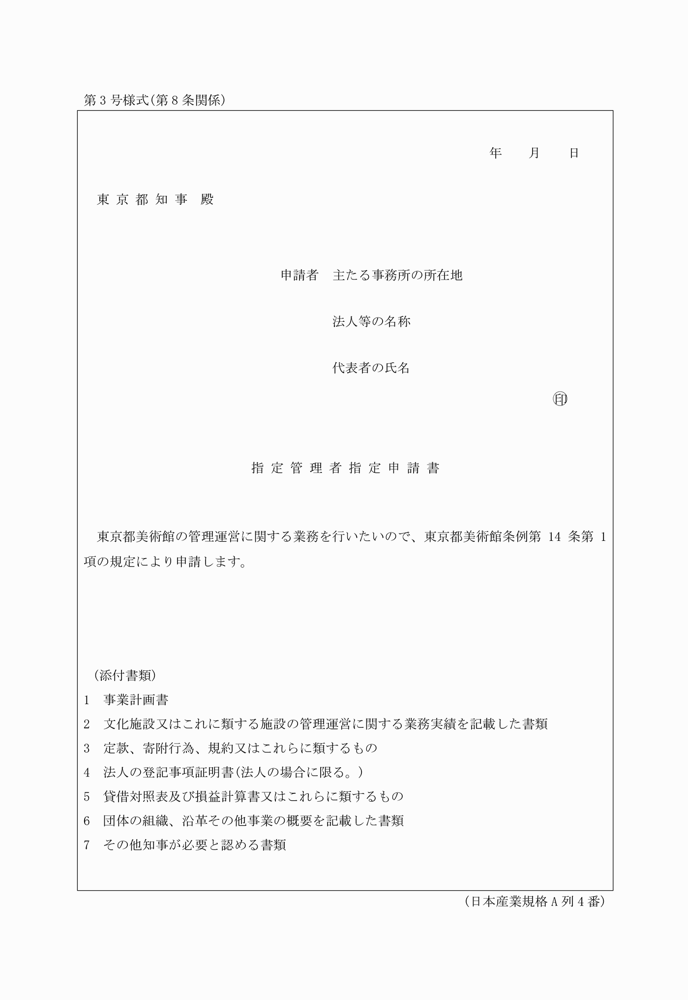 第3号様式(第8条関係)
年　　月　　日
東京都知事　殿
申請者　主たる事務所の所在地
法人等の名称
代表者の氏名
㊞
指定管理者指定申請書
東京都美術館の管理運営に関する業務を行いたいので、東京都美術館条例第 14 条第 1
項の規定により申請します。
(添付書類)
1　事業計画書
2　文化施設又はこれに類する施設の管理運営に関する業務実績を記載した書類
3　定款、寄附行為、規約又はこれらに類するもの
4　法人の登記事項証明書(法人の場合に限る。)
5　貸借対照表及び損益計算書又はこれらに類するもの
6　団体の組織、沿革その他事業の概要を記載した書類
7　その他知事が必要と認める書類
(日本産業規格A列4番)